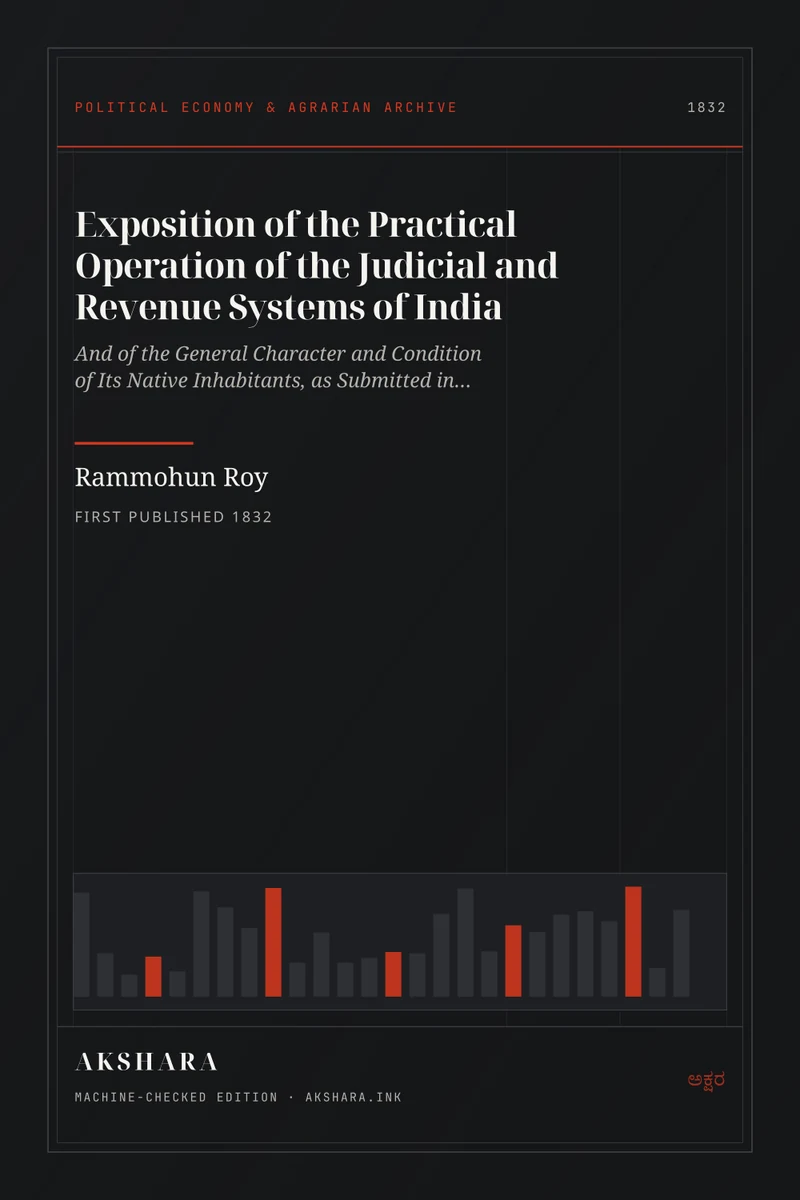 POLITICAL ECONOMY & AGRARIAN ARCHIVE
1832
Exposition of the Practical
Operation of the Judicial and
Revenue Systems of India
And of the General Character and Condition
of Its Native Inhabitants, as Submitted in…
Rammohun Roy
FIRST PUBLISHED 1832
AKSHARA
MACHINE-CHECKED EDITION · AKSHARA.INK
ಅಕ್ಷರ